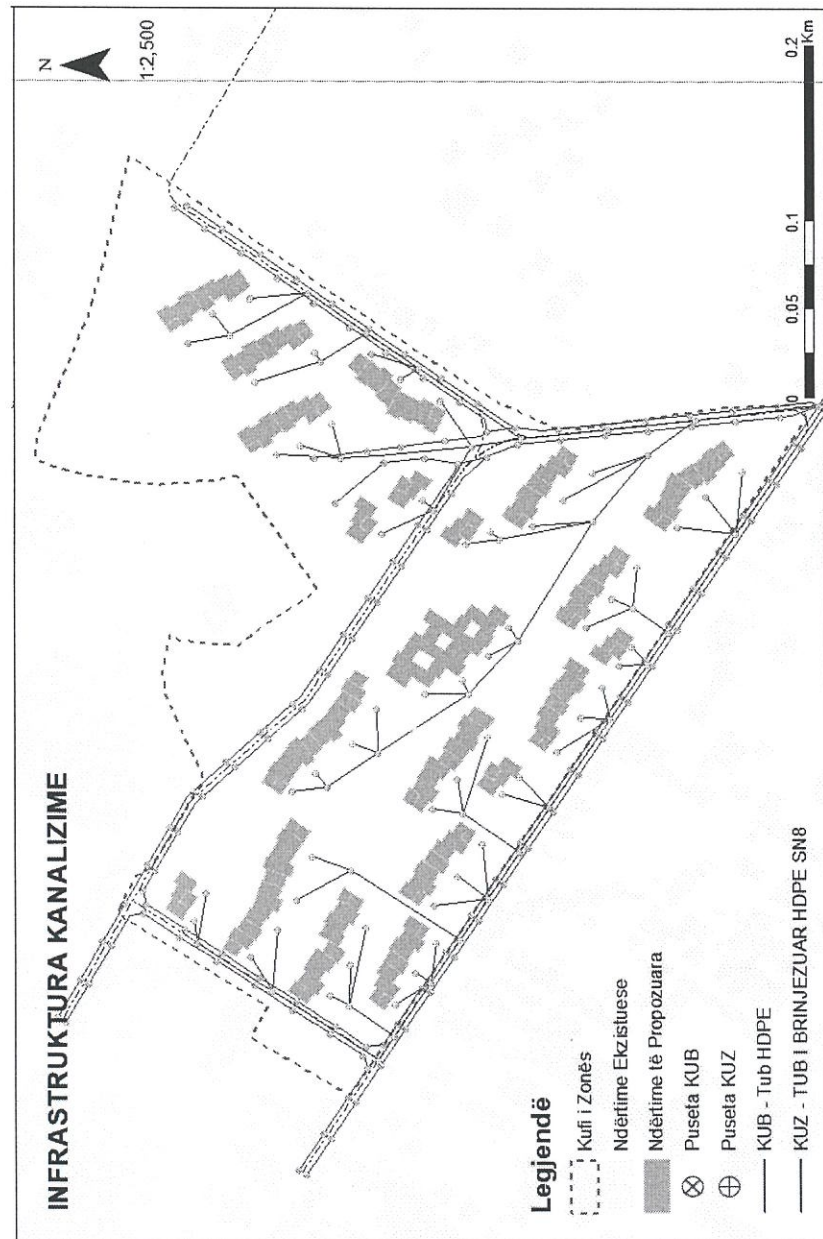 INFRASTRUKTURA KANALIZIME
N
1:2,500
Legjendë
Kufi i Zonës
Ndërtime Ekzistuese
Ndërtime të Propozuara
Puseta KUB
Puseta KUZ
KUB - Tub HDPE
KUZ - TUB I BRINJEZUAR HDPE SN8
0 0.05 0.1 0.2
Km